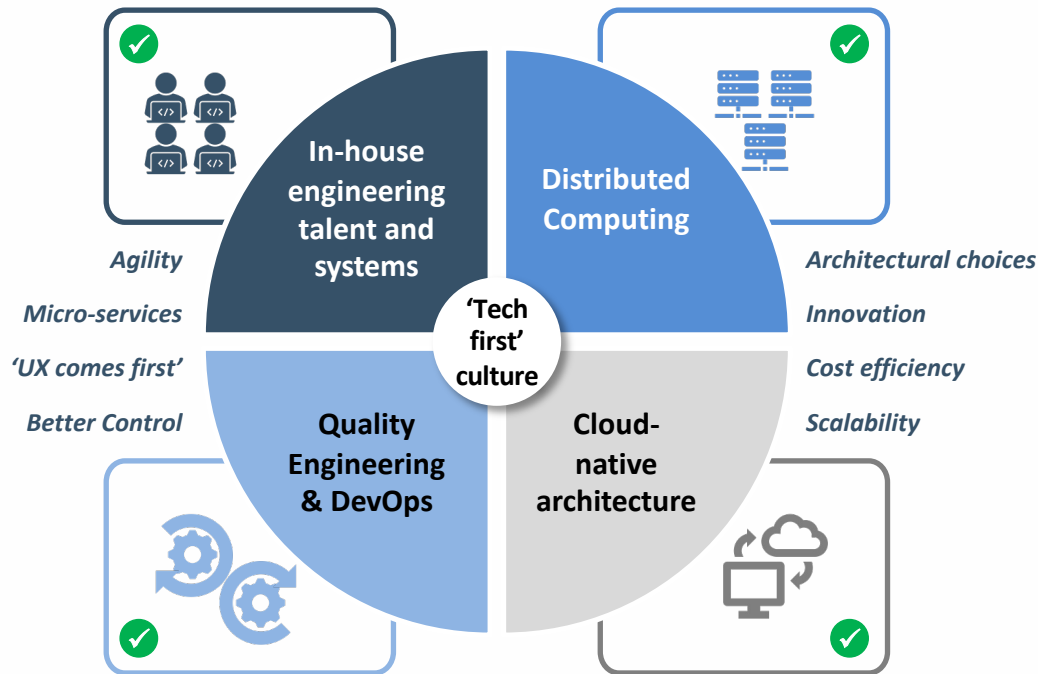 In-house
engineering
talent and
systems
Distributed
Computing
Agility
Micro-services
‘UX comes first’
Better Control
‘Tech
first’
culture
Architectural choices
Innovation
Cost efficiency
Scalability
Quality
Engineering
& DevOps
Cloud-
native
architecture